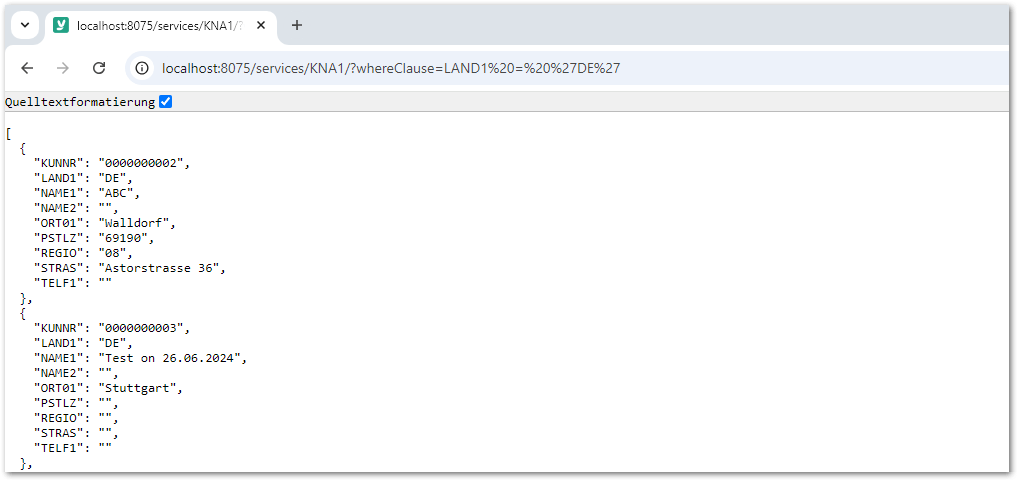 localhost:8075/services/KNA1/?
localhost:8075/services/KNA1/?whereClause=LAND1%20=%20%27DE%27
Quelltextformatierung
[
  {
    "KUNNR": "0000000002",
    "LAND1": "DE",
    "NAME1": "ABC",
    "NAME2": "",
    "ORT01": "Walldorf",
    "PSTLZ": "69190",
    "REGIO": "08",
    "STRAS": "Astorstrasse 36",
    "TELF1": ""
  },
  {
    "KUNNR": "0000000003",
    "LAND1": "DE",
    "NAME1": "Test on 26.06.2024",
    "NAME2": "",
    "ORT01": "Stuttgart",
    "PSTLZ": "",
    "REGIO": "",
    "STRAS": "",
    "TELF1": ""
  },